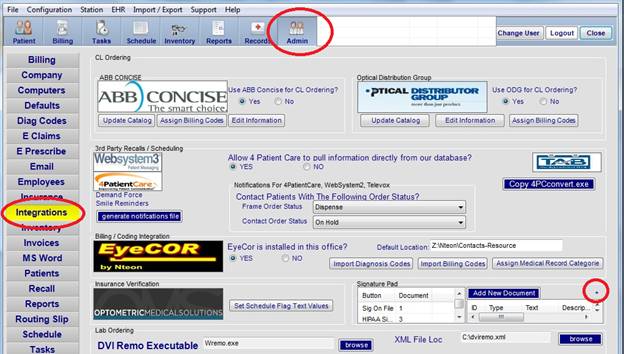 File Configuration Station EHR Import / Export Support Help
Patient Billing Tasks Schedule Inventory Reports Records Admin Change User Logout Close
Billing
Company
Computers
Defaults
Diag Codes
E Claims
E Prescribe
Email
Employees
Insurance
Integrations
Inventory
Invoices
MS Word
Patients
Recall
Reports
Routing Slip
Schedule
Tasks
CL Ordering
ABB CONCISE
ABB CONCISE
The smart choice.
Use ABB Concise for CL Ordering?
Yes No
Update Catalog Assign Billing Codes Edit Information
Optical Distribution Group
OPTICAL DISTRIBUTOR
GROUP
more than just product
Use ODG for CL Ordering?
Yes No
Update Catalog Edit Information Assign Billing Codes
3rd Party Recalls / Scheduling
Websystem3
Patient Messaging
4PatientCare
Demand Force
Smile Reminders
generate notifcations file
Allow 4 Patient Care to pull information directly from our database?
YES NO
TAB
Copy 4PCconvert.exe
Notifications For 4PatientCare, WebSystem2, Televox
Contact Patients With The Following Order Status?
Frame Order Status Dispense
Contact Order Status On Hold
Billing / Coding Integration
EyeCOR
by Nteon
EyeCor is installed in this office?
YES NO
Default Location: Z:\Nteon\Contacts-Resource
Import Diagnosis Codes Import Billing Codes Assign Medical Record Categorie
Insurance Verification
OMS
OPTOMETRICMEDICALSOLUTIONS
Set Schedule Flag Text Values
Signature Pad
Button Document
Sig On File 1
HIPAA Si... 3
Add New Document
ID Type Text Descrip...
Lab Ordering
DVI Remo Executable Wremo.exe browse
XML File Loc C:\dviremo.xml browse